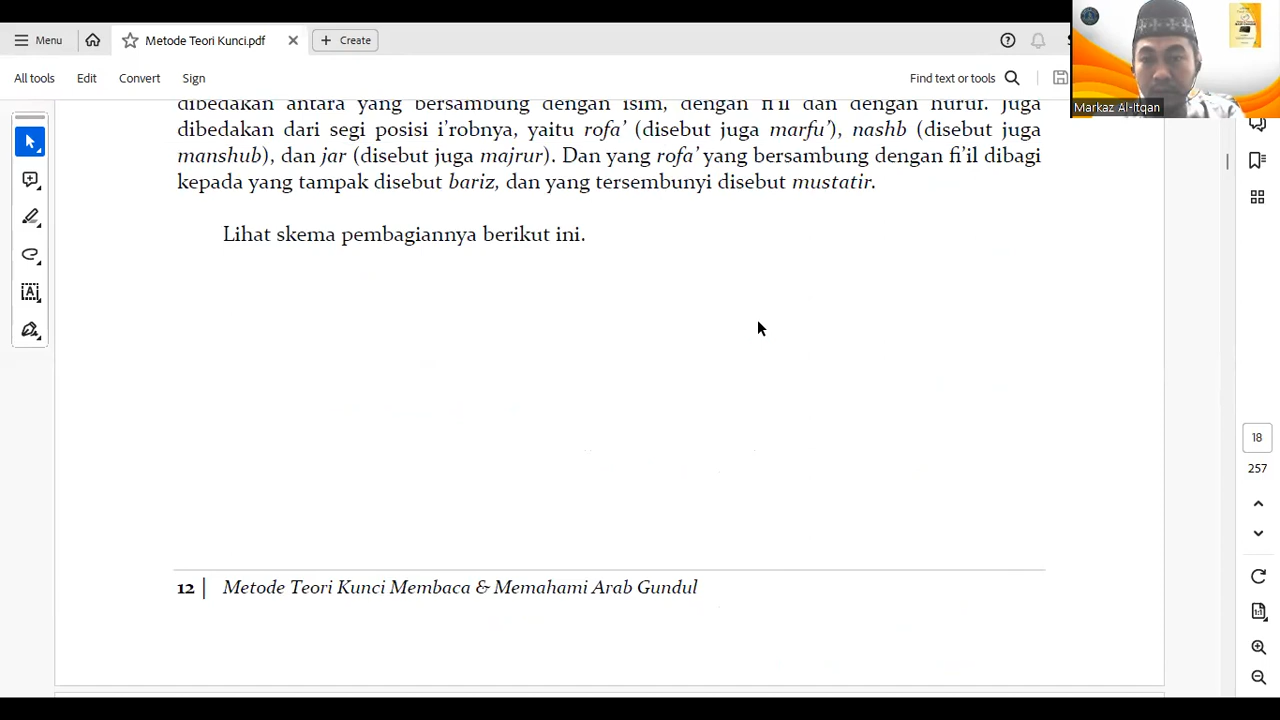 Menu
Metode Teori Kunci.pdf
Create
All tools
Edit
Convert
Sign
Find text or tools
Markaz Al-Itqan
dibedakan antara yang bersambung dengan isim, dengan fi'il dan dengan huruf. Juga
dibedakan dari segi posisi i'robnya, yaitu rofa' (disebut juga marfu'), nashb (disebut juga
manshub), dan jar (disebut juga majrur). Dan yang rofa' yang bersambung dengan fi'il dibagi
kepada yang tampak disebut bariz, dan yang tersembunyi disebut mustatir.
Lihat skema pembagiannya berikut ini.
12 | Metode Teori Kunci Membaca & Memahami Arab Gundul
18
257